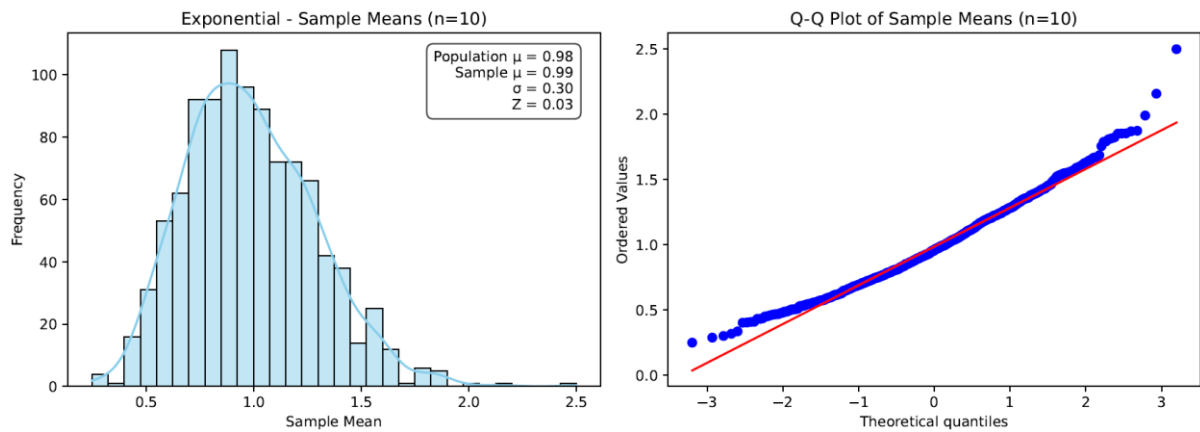 Exponential - Sample Means (n=10)
Population μ = 0.98
Sample μ = 0.99
σ = 0.30
Z = 0.03
Frequency
100
80
60
40
20
0
0.5
1.0
1.5
2.0
2.5
Sample Mean
Q-Q Plot of Sample Means (n=10)
Ordered Values
2.5
2.0
1.5
1.0
0.5
0.0
−3
−2
−1
0
1
2
3
Theoretical quantiles